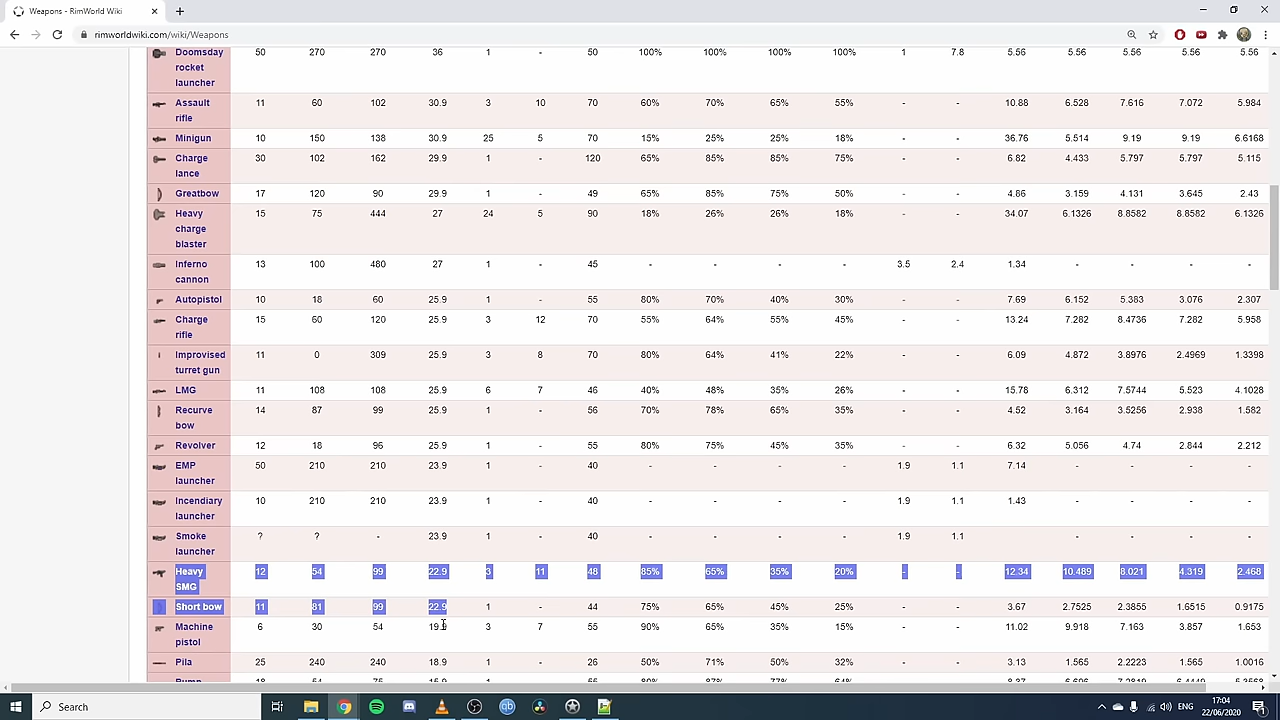 Weapons - RimWorld Wiki
rimworldwiki.com/wiki/Weapons
Doomsday rocket launcher 50 270 270 36 1 - 50 100% 100% 100% 100% 1 7.8 5.56 5.56 5.56 5.56 5.56
Assault rifle 11 60 102 30.9 3 10 70 60% 70% 65% 55% - - 10.88 6.528 7.616 7.072 5.984
Minigun 10 150 138 30.9 25 5 70 15% 25% 25% 18% - - 36.76 5.514 9.19 9.19 6.6168
Charge lance 30 102 162 29.9 1 - 120 65% 85% 85% 75% - - 6.82 4.433 5.797 5.797 5.115
Greatbow 17 120 90 29.9 1 - 49 65% 85% 75% 50% - - 4.86 3.159 4.131 3.645 2.43
Heavy charge blaster 15 75 444 27 24 5 90 18% 26% 26% 18% - - 34.07 6.1326 8.8582 8.8582 6.1326
Inferno cannon 13 100 480 27 1 - 45 - - - - 3.5 2.4 1.34 - - - -
Autopistol 10 18 60 25.9 1 - 55 80% 70% 40% 30% - - 7.69 6.152 5.383 3.076 2.307
Charge rifle 15 60 120 25.9 3 12 70 55% 64% 55% 45% - - 13.24 7.282 8.4736 7.282 5.958
Improvised turret gun 11 0 309 25.9 3 8 70 80% 64% 41% 22% - - 6.09 4.872 3.8976 2.4969 1.3398
LMG 11 108 108 25.9 6 7 46 40% 48% 35% 26% - - 15.78 6.312 7.5744 5.523 4.1028
Recurve bow 14 87 99 25.9 1 - 56 70% 78% 65% 35% - - 4.52 3.164 3.5256 2.938 1.582
Revolver 12 18 96 25.9 1 - 55 80% 75% 45% 35% - - 6.32 5.056 4.74 2.844 2.212
EMP launcher 50 210 210 23.9 1 - 40 - - - - 1.9 1.1 7.14 - - - -
Incendiary launcher 10 210 210 23.9 1 - 40 - - - - 1.9 1.1 1.43 - - - -
Smoke launcher ? ? - 23.9 1 - 40 - - - - 1.9 1.1 - - - - -
Heavy SMG 12 54 99 22.9 3 11 48 85% 65% 35% 20% - - 12.34 10.489 8.021 4.319 2.468
Short bow 11 81 99 22.9 1 - 44 75% 65% 45% 25% - - 3.67 2.7525 2.3855 1.6515 0.9175
Machine pistol 6 30 54 19.9 3 7 55 90% 65% 35% 15% - - 11.02 9.918 7.163 3.857 1.653
Pila 25 240 240 18.9 1 - 26 50% 71% 50% 32% - - 3.13 1.565 2.2223 1.565 1.0016
Search
ENG
17:04
22/06/2020